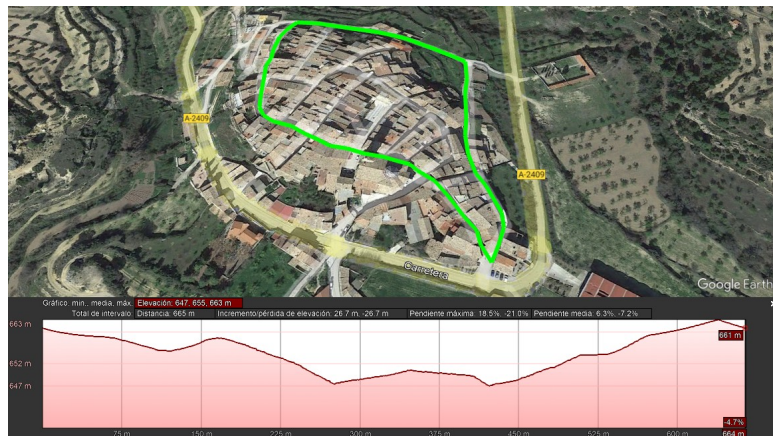 A-2409
A-2409
Carretera
Google Earth
Gráfico: min., media, máx. Elevación: 647, 655, 663 m
Total de intervalo: Distancia: 665 m Incremento/pérdida de elevación: 26.7 m, -26.7 m Pendiente máxima: 18.5%, -21.0% Pendiente media: 6.3%, -7.2%
663 m
661 m
652 m
647 m
-4.7%
75 m 150 m 225 m 300 m 375 m 450 m 525 m 600 m 664 m